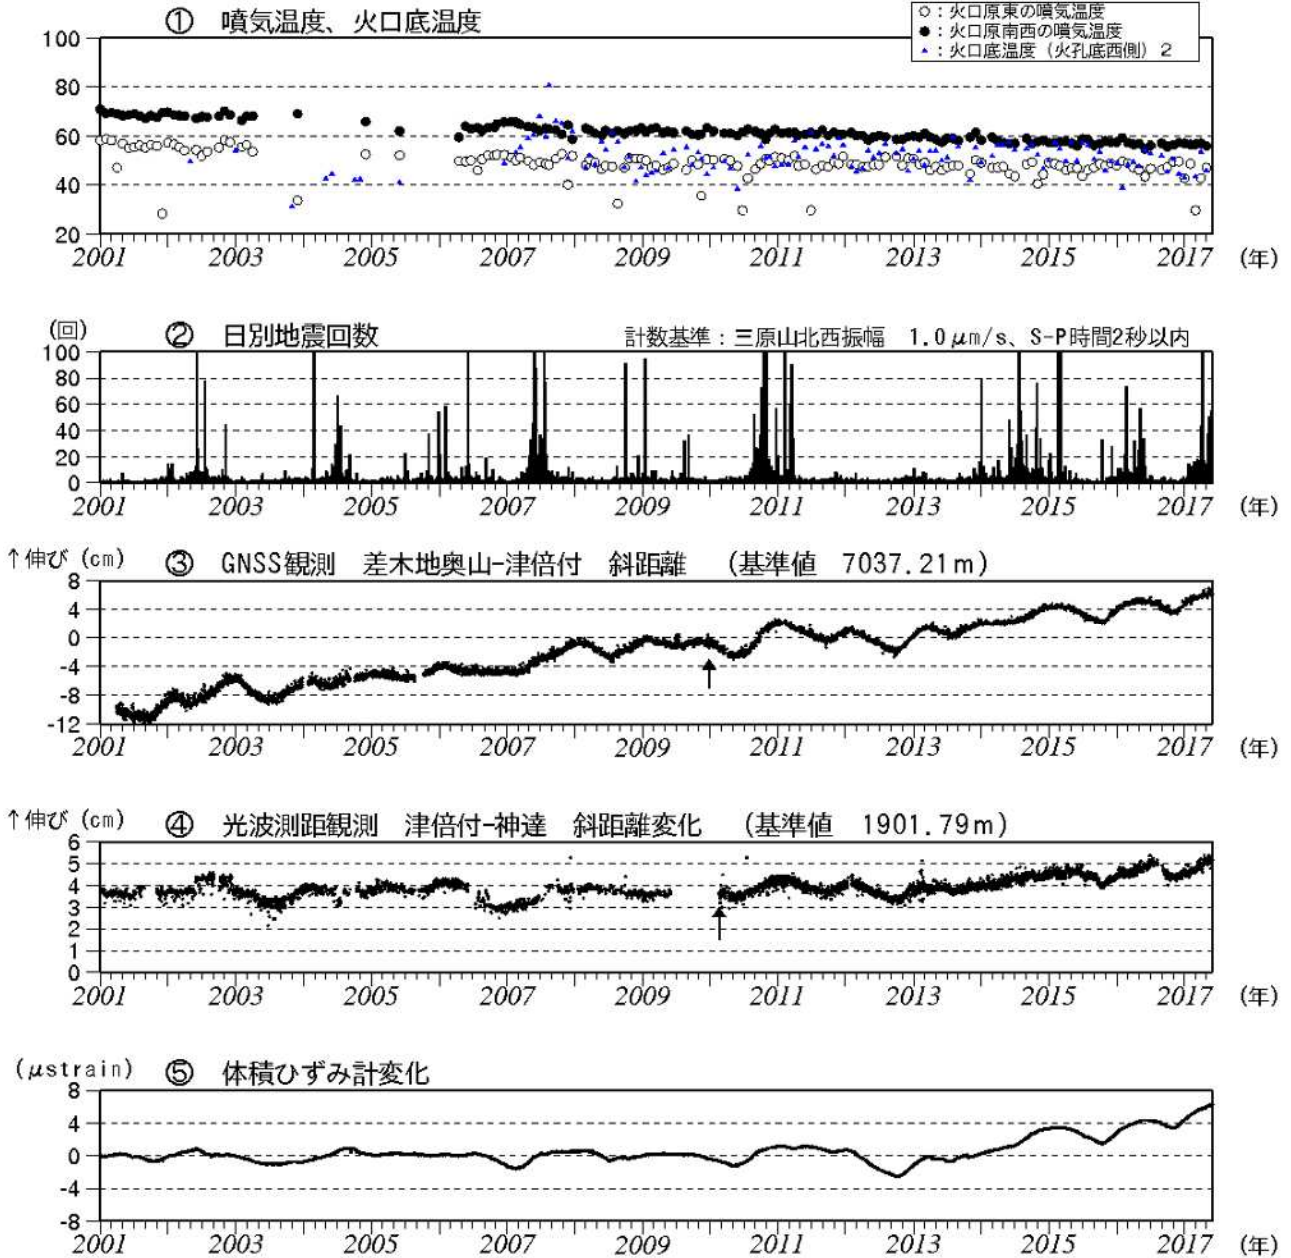 ① 噴気温度、火口底温度
○：火口原東の噴気温度
●：火口原南西の噴気温度
▲：火口底温度（火孔底西側）2
100
80
60
40
20
2001 2003 2005 2007 2009 2011 2013 2015 2017 (年)
(回) ② 日別地震回数 計数基準：三原山北西振幅 1.0μm/s、S-P時間2秒以内
100
80
60
40
20
0
2001 2003 2005 2007 2009 2011 2013 2015 2017 (年)
↑伸び (cm) ③ GNSS観測 差木地奥山-津倍付 斜距離 (基準値 7037.21m)
8
4
0
-4
-8
-12
2001 2003 2005 2007 2009 2011 2013 2015 2017 (年)
↑伸び (cm) ④ 光波測距観測 津倍付-神達 斜距離変化 (基準値 1901.79m)
6
5
4
3
2
1
0
2001 2003 2005 2007 2009 2011 2013 2015 2017 (年)
(μstrain) ⑤ 体積ひずみ計変化
8
4
0
-4
-8
2001 2003 2005 2007 2009 2011 2013 2015 2017 (年)